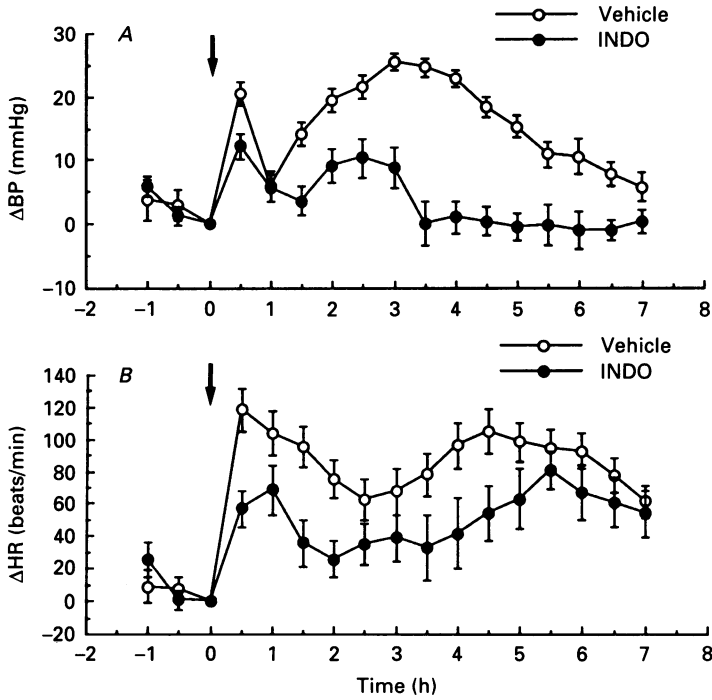 Vehicle
INDO
A
30
20
10
0
−10
ΔBP (mmHg)
−2 −1 0 1 2 3 4 5 6 7 8
Vehicle
INDO
B
140
120
100
80
60
40
20
0
−20
ΔHR (beats/min)
−2 −1 0 1 2 3 4 5 6 7 8
Time (h)